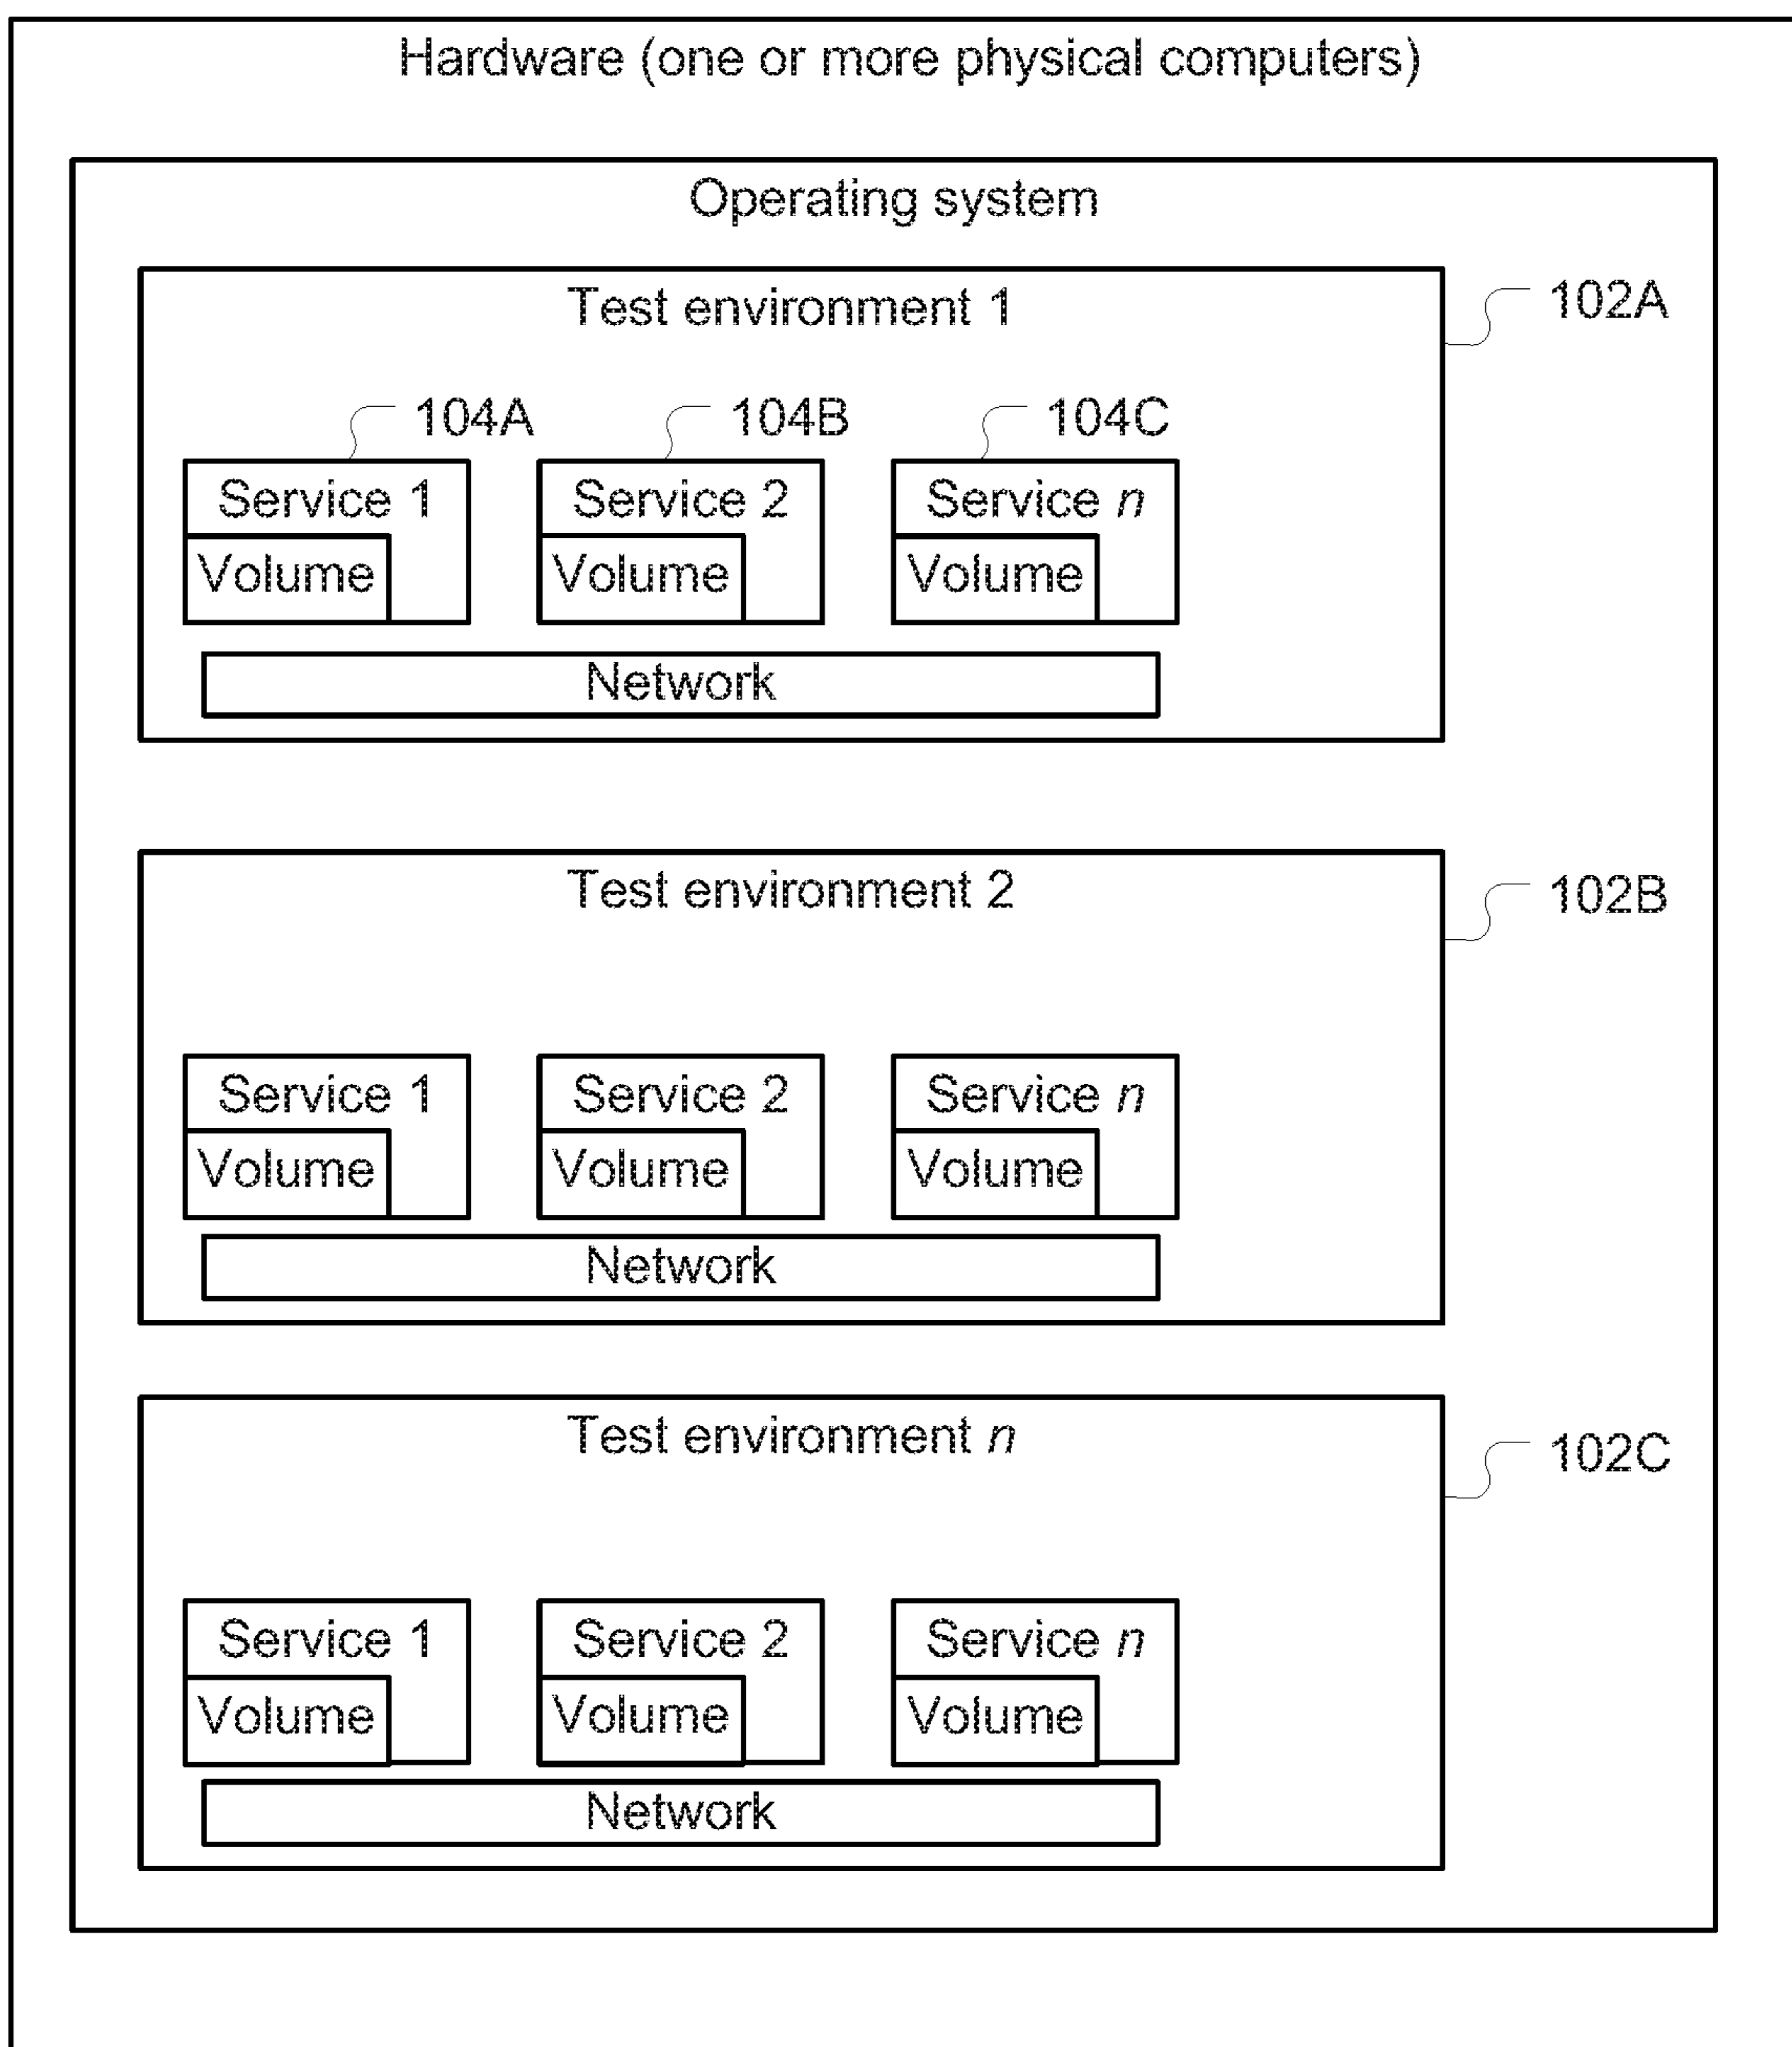 Hardware (one or more physical computers)
Operating system
Test environment 1
102A
104A 104B 104C
Service 1 Service 2 Service n
Volume Volume Volume
Network
Test environment 2
102B
Service 1 Service 2 Service n
Volume Volume Volume
Network
Test environment n
102C
Service 1 Service 2 Service n
Volume Volume Volume
Network